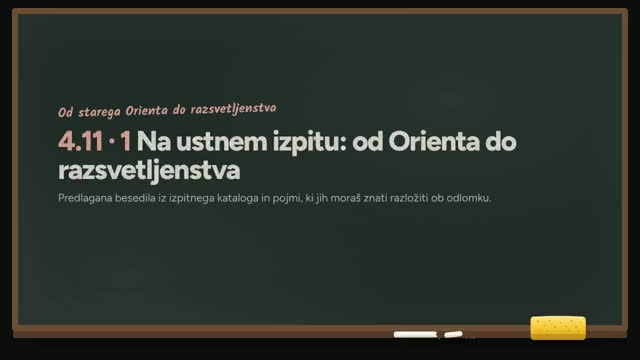 Od starega Orienta do razsvetljenstva
4.11 · 1 Na ustnem izpitu: od Orienta do
razsvetljenstva
Predlagana besedila iz izpitnega kataloga in pojmi, ki jih moraš znati razložiti ob odlomku.